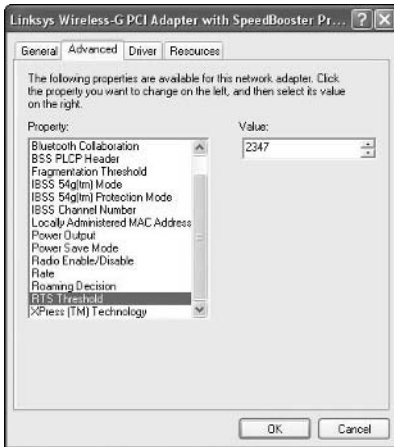 Linksys Wireless-G PCI Adapter with SpeedBooster Pr...
General
Advanced
Driver
Resources
The following properties are available for this network adapter. Click
the property you want to change on the left, and then select its value
on the right.
Property:
Value:
Bluetooth Collaboration
BSS PLCP Header
Fragmentation Threshold
IBSS 54g(tm) Mode
IBSS 54g(tm) Protection Mode
IBSS Channel Number
Locally Administered MAC Address
Power Output
Power Save Mode
Radio Enable/Disable
Rate
Roaming Decision
RTS Threshold
XPress (TM) Technology
2347
OK
Cancel